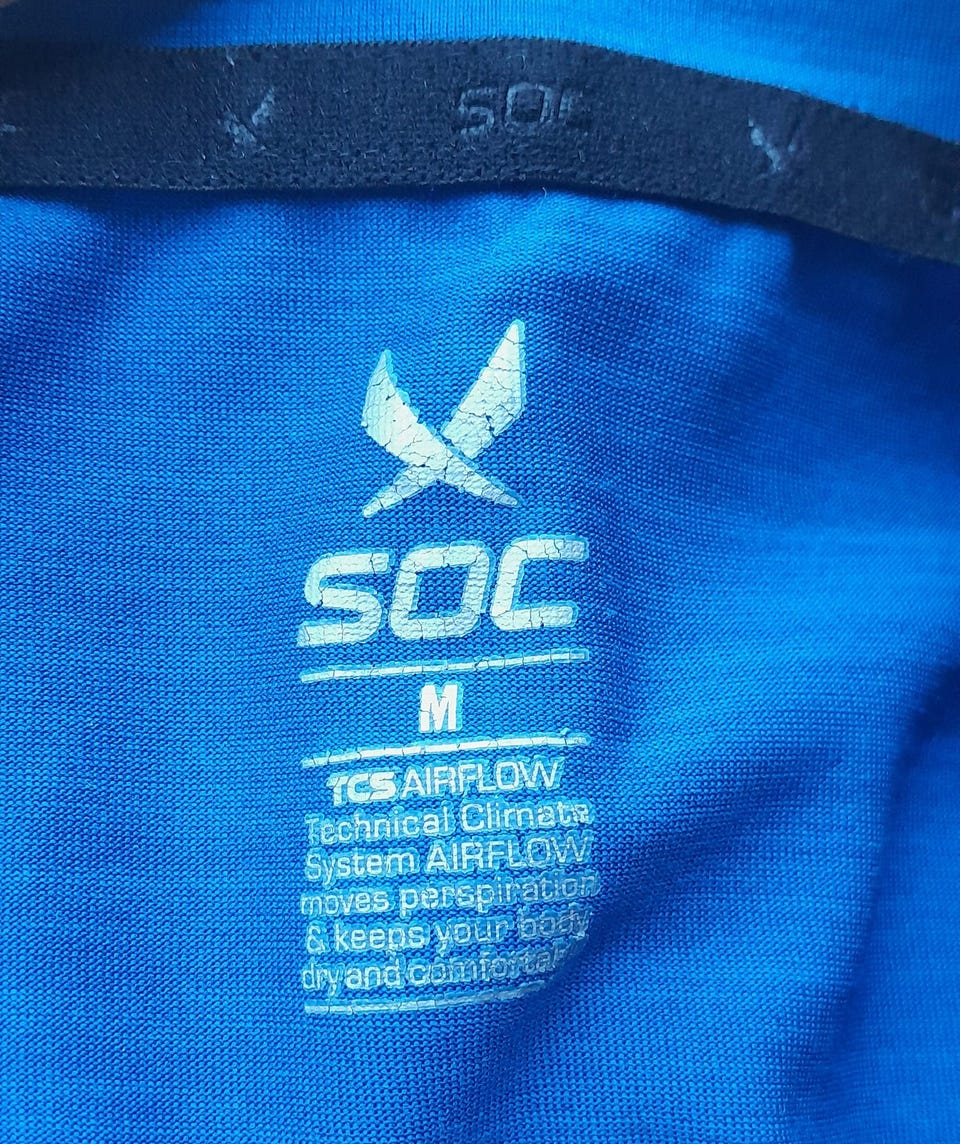 SOC
SOC
M
TCS AIRFLOW
Technical Climate
System AIRFLOW
moves perspiration
& keeps your body
dry and